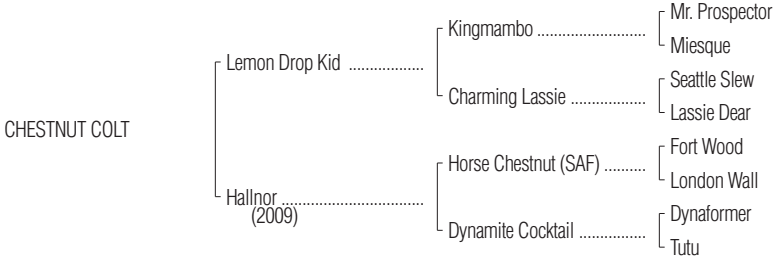 Mr. Prospector
Kingmambo ..........................
Miesque
Lemon Drop Kid ..................
Seattle Slew
Charming Lassie ..................
Lassie Dear
CHESTNUT COLT
Fort Wood
Horse Chestnut (SAF) ..........
London Wall
Hallnor ..................................
(2009)
Dynaformer
Dynamite Cocktail ................
Tutu